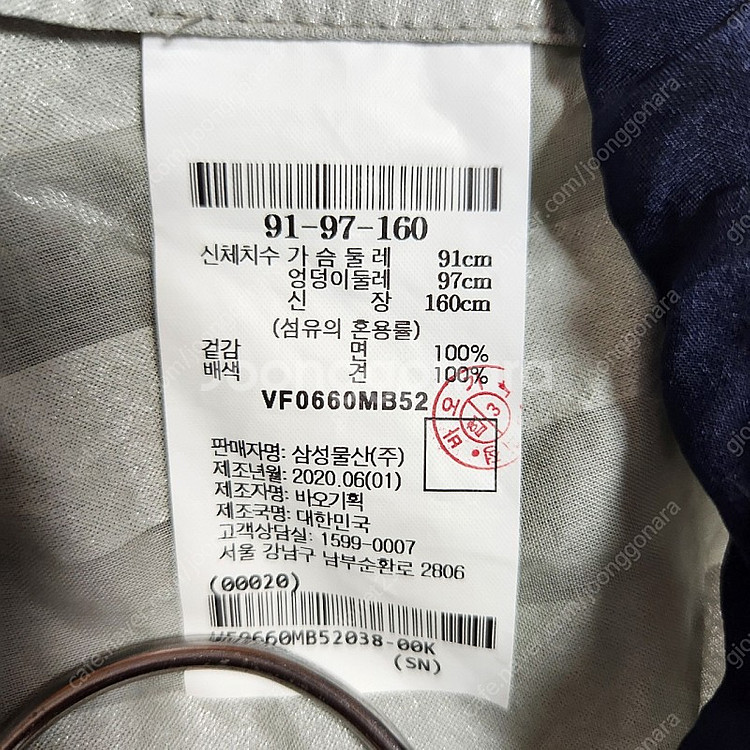 91-97-160
신체치수 가 슴 둘 레 91cm
엉덩이둘레 97cm
신 장 160cm
(섬유의 혼용률)
겉감 면 100%
배색 견 100%
VF0660MB52
판매자명: 삼성물산(주)
제조년월: 2020.06(01)
제조자명: 바오기획
제조국명: 대한민국
고객상담실: 1599-0007
서울 강남구 남부순환로 2806
(00020)
VF0660MB52038-00K
(SN)
joonggonara